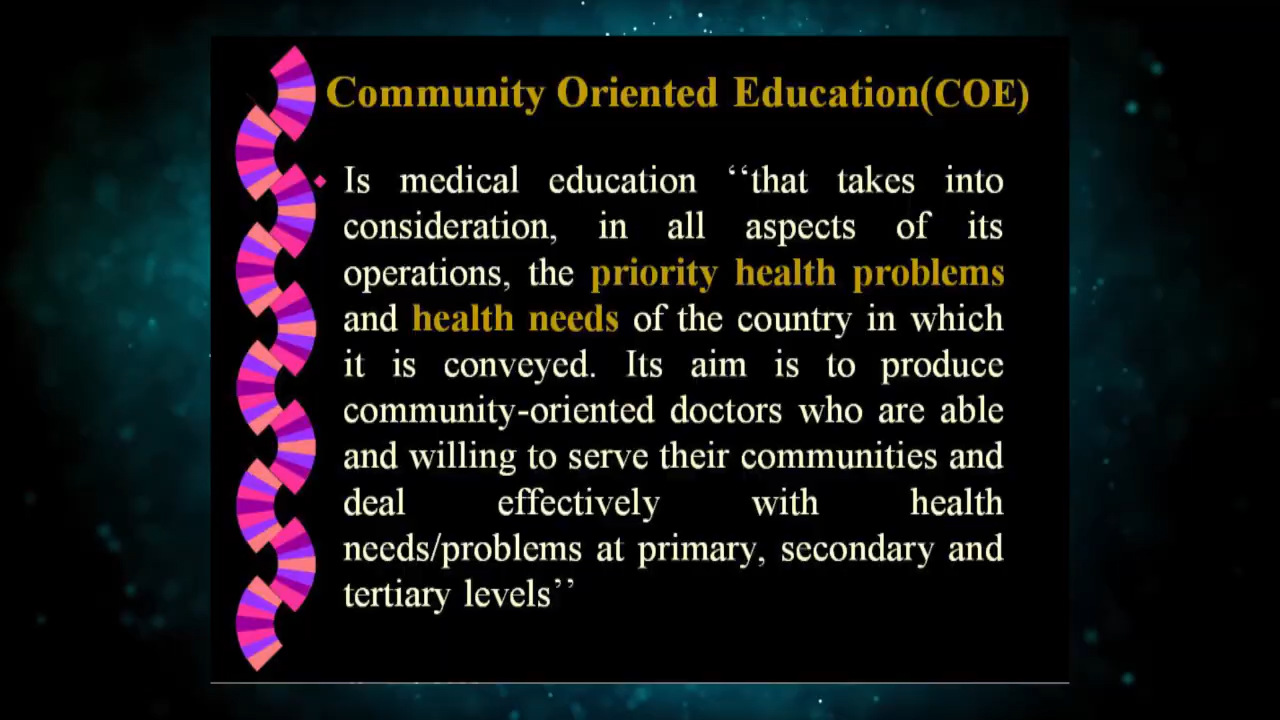 Community Oriented Education(COE)
Is medical education ‘‘that takes into
consideration, in all aspects of its
operations, the priority health problems
and health needs of the country in which
it is conveyed. Its aim is to produce
community-oriented doctors who are able
and willing to serve their communities and
deal effectively with health
needs/problems at primary, secondary and
tertiary levels’’